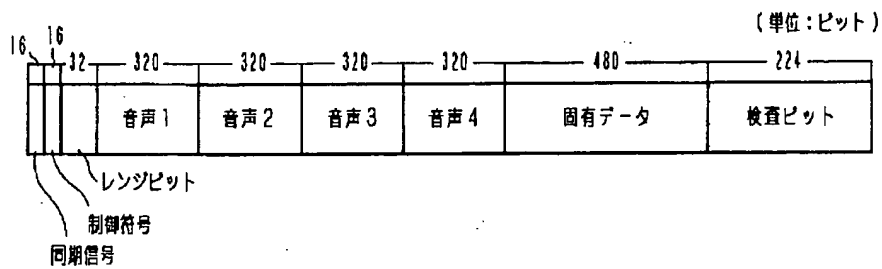 (単位:ビット)
16 16 32 320 320 320 320 480 224
音声1 音声2 音声3 音声4 固有データ 検査ビット
レンジビット
制御符号
同期信号